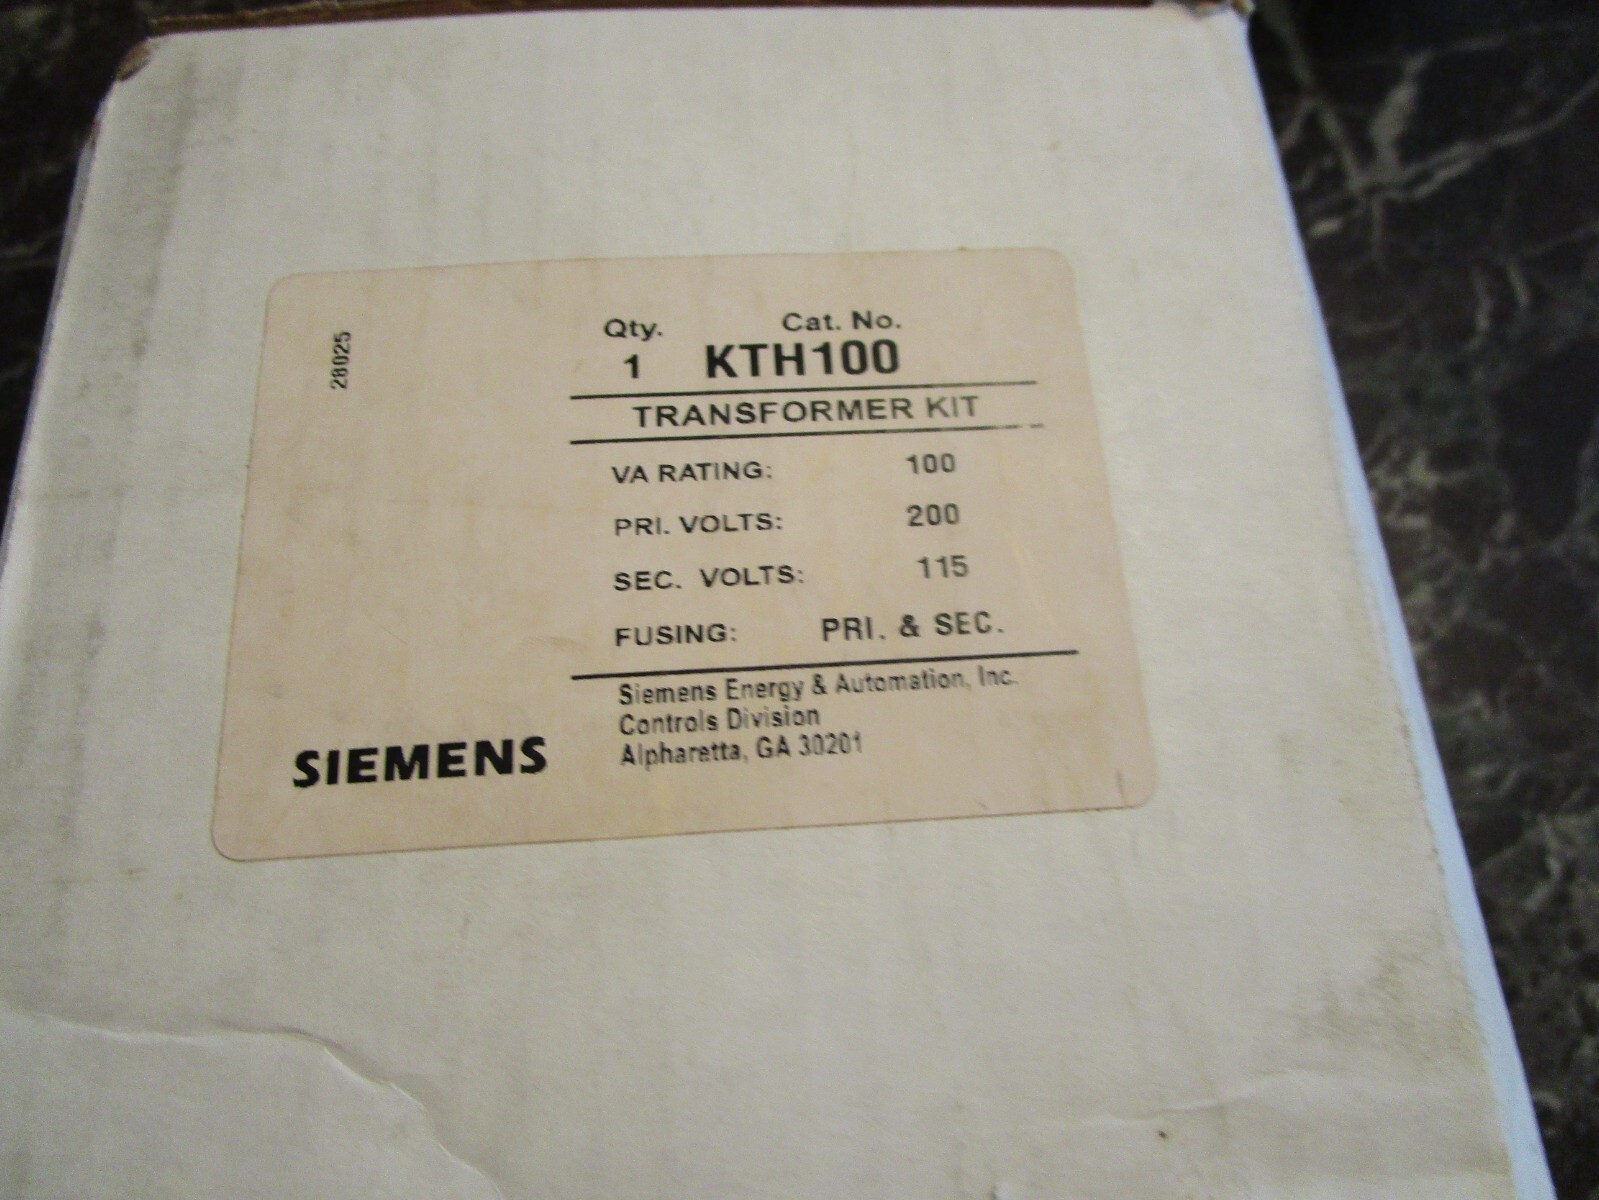 28025
Qty. Cat. No.
1 KTH100
TRANSFORMER KIT
VA RATING: 100
PRI. VOLTS: 200
SEC. VOLTS: 115
FUSING: PRI. & SEC.
Siemens Energy & Automation, Inc.
Controls Division
Alpharetta, GA 30201
SIEMENS